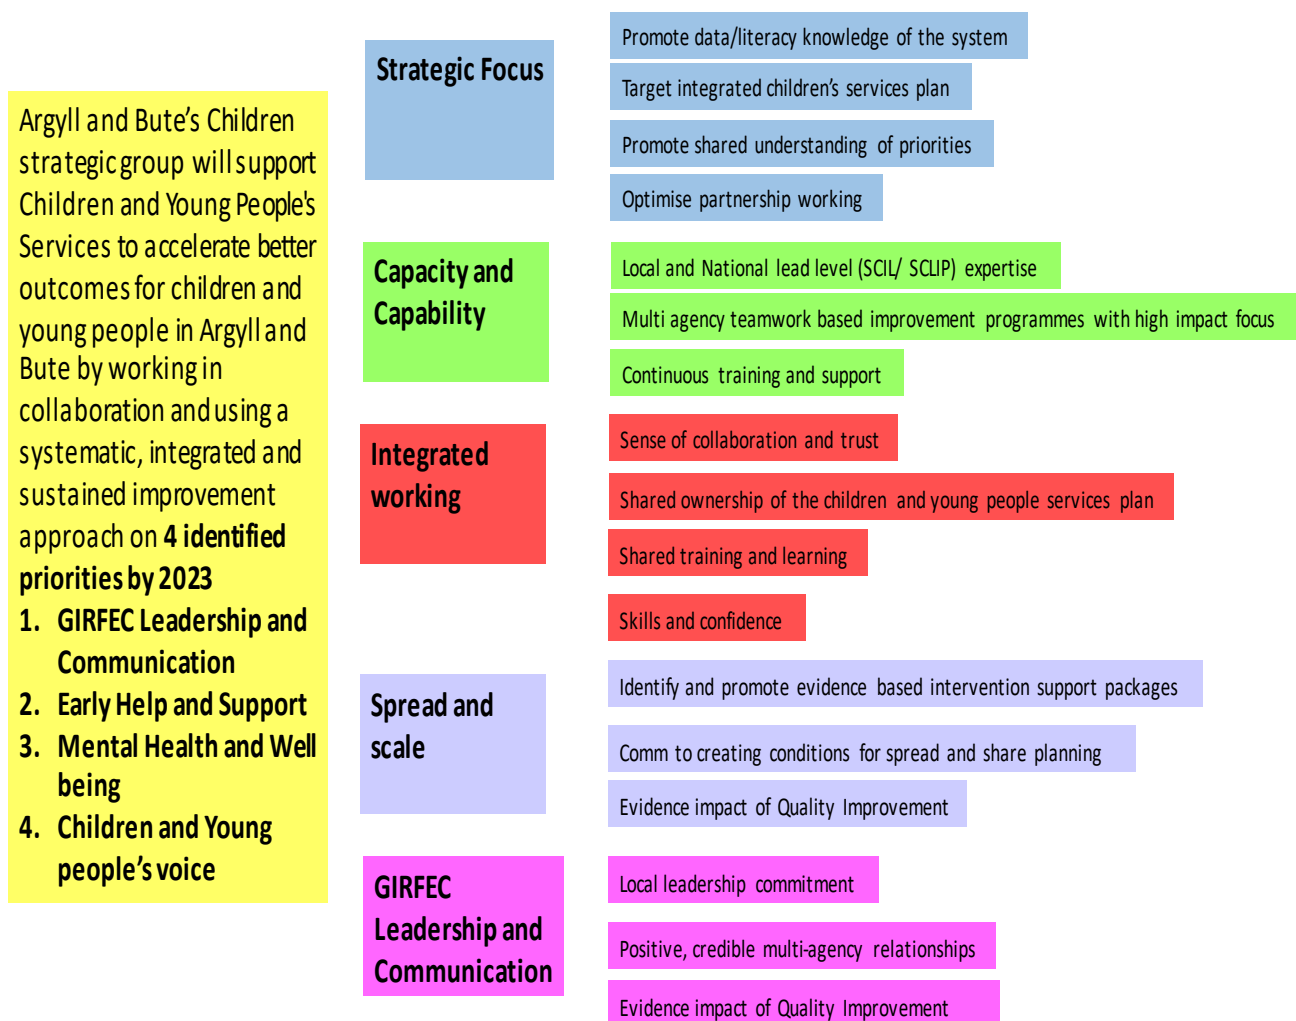 Argyll and Bute's Children
strategic group will support
Children and Young People's
Services to accelerate better
outcomes for children and
young people in Argyll and
Bute by working in
collaboration and using a
systematic, integrated and
sustained improvement
approach on 4 identified
priorities by 2023
1. GIRFEC Leadership and
Communication
2. Early Help and Support
3. Mental Health and Well
being
4. Children and Young
people's voice
Strategic Focus
Promote data/literacy knowledge of the system
Target integrated children's services plan
Promote shared understanding of priorities
Optimise partnership working
Capacity and
Capability
Local and National lead level (SCIL/ SCLIP) expertise
Multi agency teamwork based improvement programmes with high impact focus
Continuous training and support
Integrated
working
Sense of collaboration and trust
Shared ownership of the children and young people services plan
Shared training and learning
Skills and confidence
Spread and
scale
Identify and promote evidence based intervention support packages
Comm to creating conditions for spread and share planning
Evidence impact of Quality Improvement
GIRFEC
Leadership and
Communication
Local leadership commitment
Positive, credible multi-agency relationships
Evidence impact of Quality Improvement